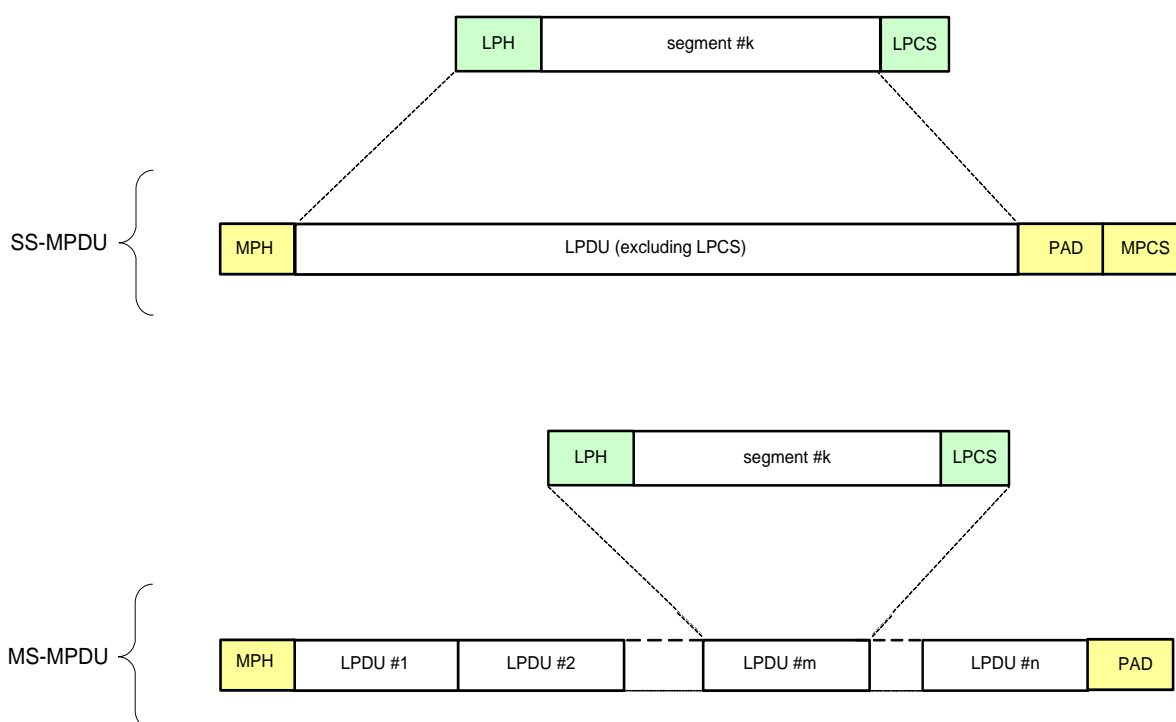 LPH segment #k LPCS
SS-MPDU MPH LPDU (excluding LPCS) PAD MPCS
LPH segment #k LPCS
MS-MPDU MPH LPDU #1 LPDU #2 LPDU #m LPDU #n PAD